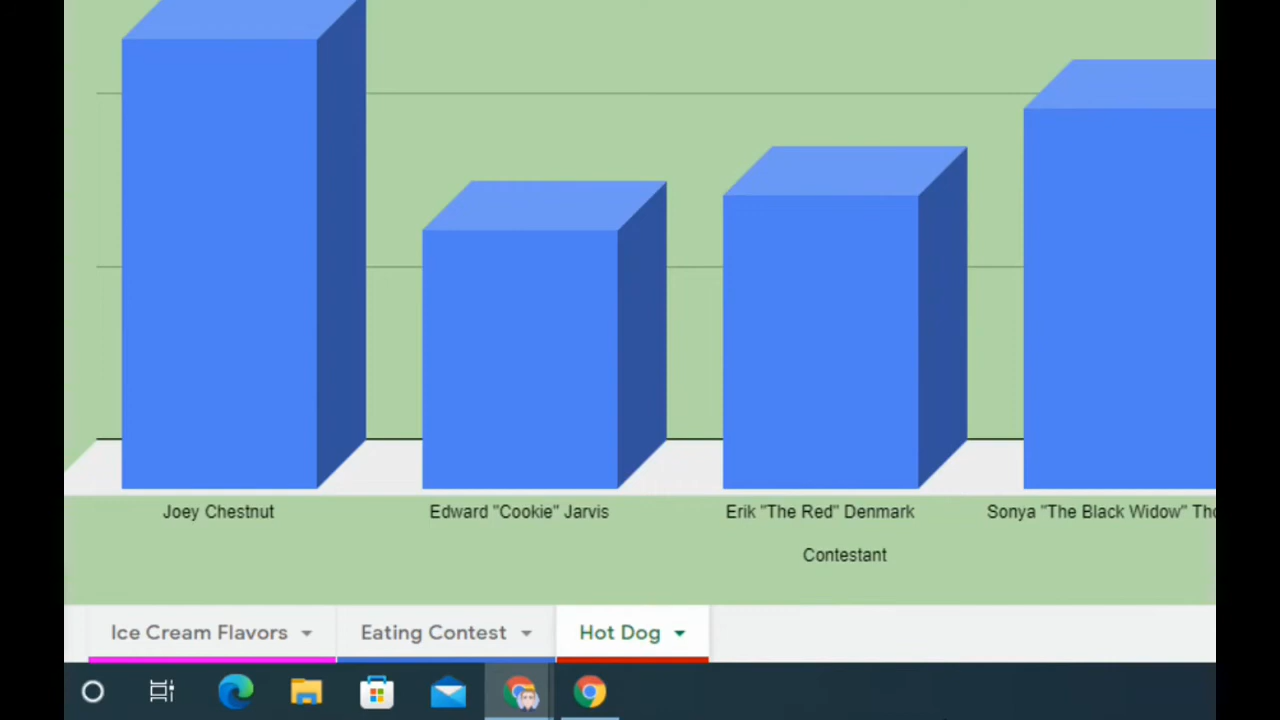 Joey Chestnut
Edward "Cookie" Jarvis
Erik "The Red" Denmark
Sonya "The Black Widow" Tho
Contestant
Ice Cream Flavors
Eating Contest
Hot Dog